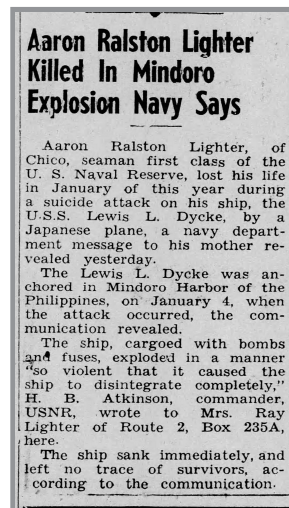 Aaron Ralston Lighter
Killed In Mindoro
Explosion Navy Says
Aaron Ralston Lighter, of
Chico, seaman first class of the
U. S. Naval Reserve, lost his life
in January of this year during
a suicide attack on his ship, the
U.S.S. Lewis L. Dycke, by a
Japanese plane, a navy depart-
ment message to his mother re-
vealed yesterday.
The Lewis L. Dycke was an-
chored in Mindoro Harbor of the
Philippines, on January 4, when
the attack occurred, the com-
munication revealed.
The ship, cargoed with bombs
and fuses, exploded in a manner
"so violent that it caused the
ship to disintegrate completely,"
H. B. Atkinson, commander,
USNR, wrote to Mrs. Ray
Lighter of Route 2, Box 235A,
here.
The ship sank immediately, and
left no trace of survivors, ac-
cording to the communication.